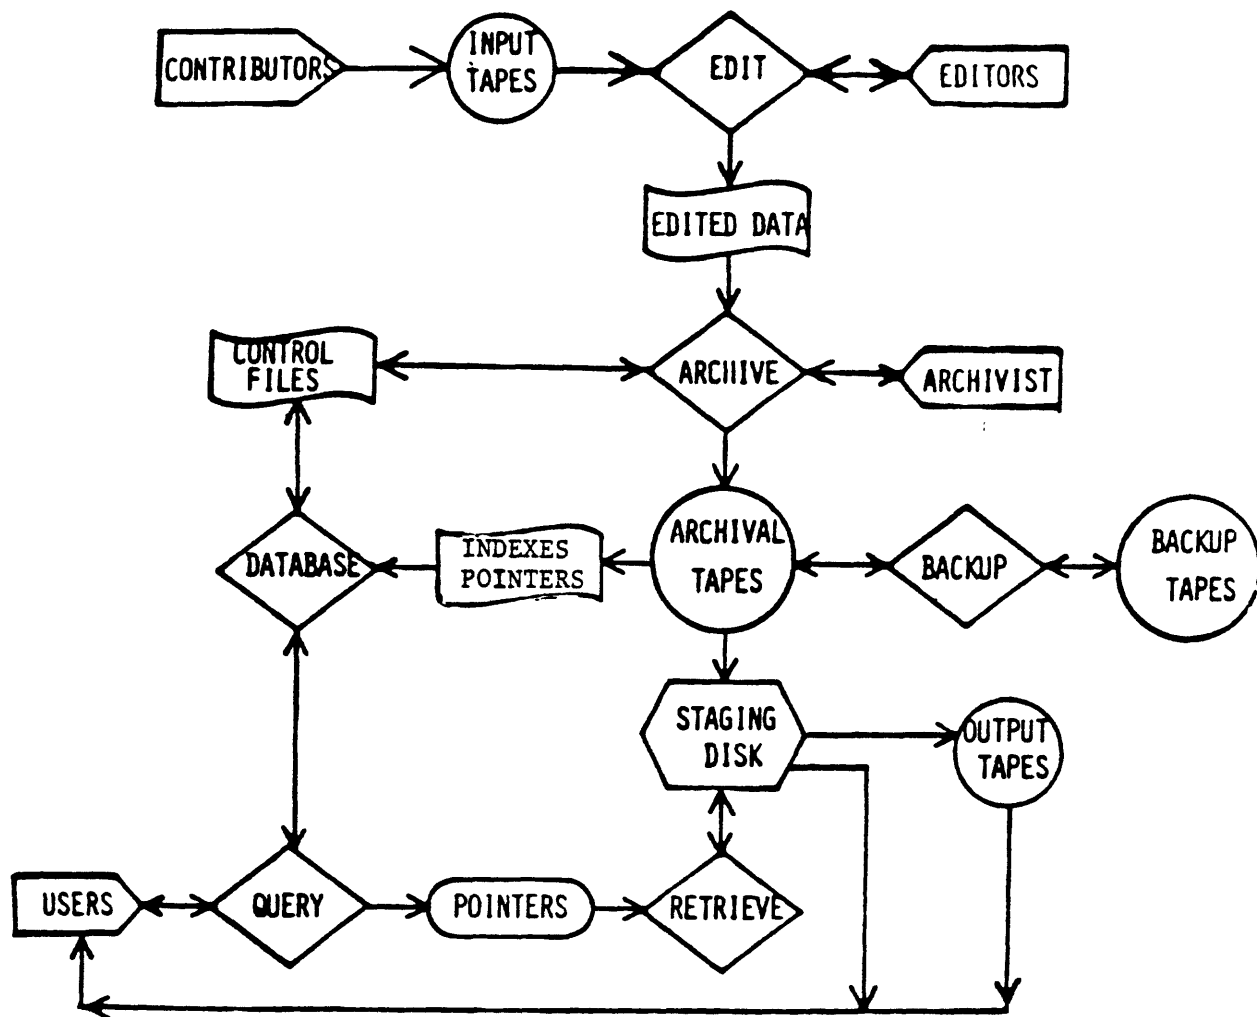 CONTRIBUTORS
INPUT
TAPES
EDIT
EDITORS
EDITED DATA
CONTROL
FILES
ARCHIVE
ARCHIVIST
DATABASE
INDEXES
POINTERS
ARCHIVAL
TAPES
BACKUP
BACKUP
TAPES
STAGING
DISK
OUTPUT
TAPES
USERS
QUERY
POINTERS
RETRIEVE